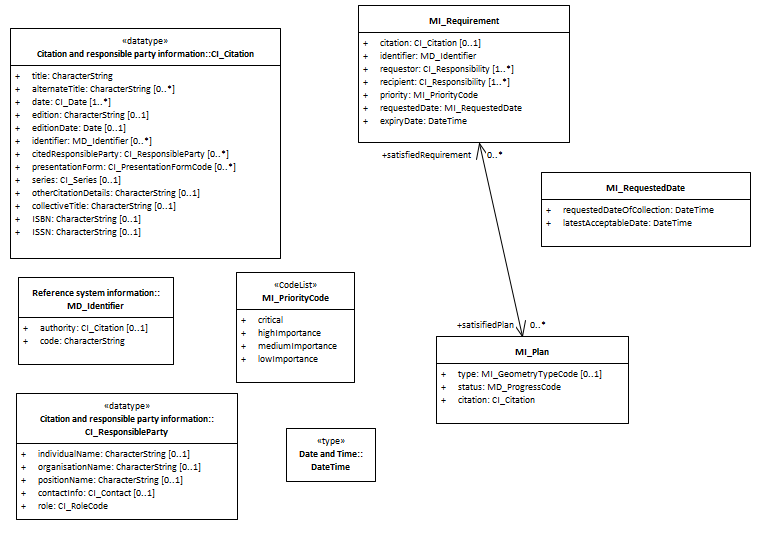 «datatype»
Citation and responsible party information::CI_Citation
+ title: CharacterString
+ alternateTitle: CharacterString [0..*]
+ date: CI_Date [1..*]
+ edition: CharacterString [0..1]
+ editionDate: Date [0..1]
+ identifier: MD_Identifier [0..*]
+ citedResponsibleParty: CI_ResponsibleParty [0..*]
+ presentationForm: CI_PresentationFormCode [0..*]
+ series: CI_Series [0..1]
+ otherCitationDetails: CharacterString [0..1]
+ collectiveTitle: CharacterString [0..1]
+ ISBN: CharacterString [0..1]
+ ISSN: CharacterString [0..1]
MI_Requirement
+ citation: CI_Citation [0..1]
+ identifier: MD_Identifier
+ requestor: CI_Responsibility [1..*]
+ recipient: CI_Responsibility [1..*]
+ priority: MI_PriorityCode
+ requestedDate: MI_RequestedDate
+ expiryDate: DateTime
+satisfiedRequirement 0..*
MI_RequestedDate
+ requestedDateOfCollection: DateTime
+ latestAcceptableDate: DateTime
Reference system information::
MD_Identifier
+ authority: CI_Citation [0..1]
+ code: CharacterString
«CodeList»
MI_PriorityCode
+ critical
+ highImportance
+ mediumImportance
+ lowImportance
+satisifiedPlan 0..*
MI_Plan
+ type: MI_GeometryTypeCode [0..1]
+ status: MD_ProgressCode
+ citation: CI_Citation
«datatype»
Citation and responsible party information::
CI_ResponsibleParty
+ individualName: CharacterString [0..1]
+ organisationName: CharacterString [0..1]
+ positionName: CharacterString [0..1]
+ contactInfo: CI_Contact [0..1]
+ role: CI_RoleCode
«type»
Date and Time::
DateTime